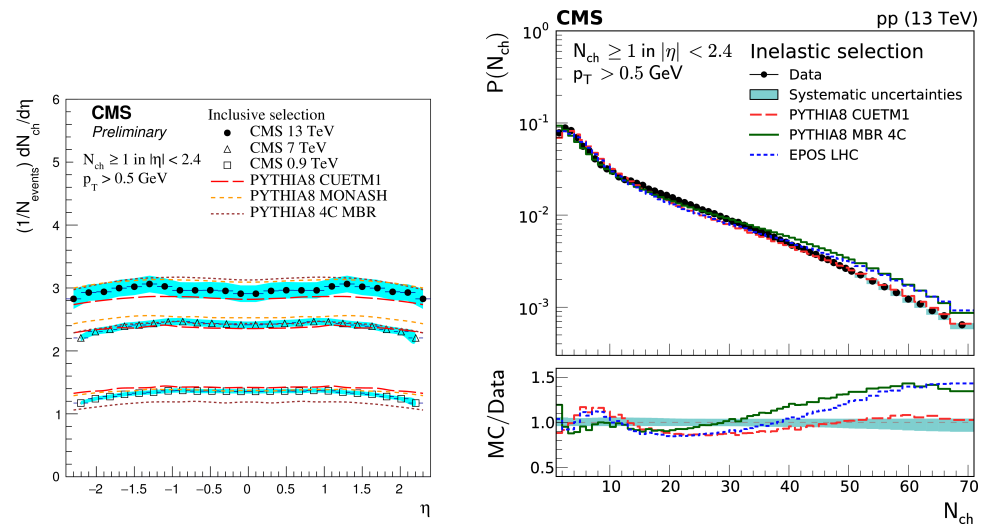 CMS
Preliminary
N_ch ≥ 1 in |η| < 2.4
p_T > 0.5 GeV
Inclusive selection
CMS 13 TeV
CMS 7 TeV
CMS 0.9 TeV
PYTHIA8 CUETM1
PYTHIA8 MONASH
PYTHIA8 4C MBR
(1/N_events) dN_ch/dη
6
5
4
3
2
1
0
−2 −1.5 −1 −0.5 0 0.5 1 1.5 2
η
CMS pp (13 TeV)
N_ch ≥ 1 in |η| < 2.4
p_T > 0.5 GeV
Inelastic selection
Data
Systematic uncertainties
PYTHIA8 CUETM1
PYTHIA8 MBR 4C
EPOS LHC
P(N_ch)
10^0
10^-1
10^-2
10^-3
MC/Data
1.5
1.0
0.5
10 20 30 40 50 60 70
N_ch